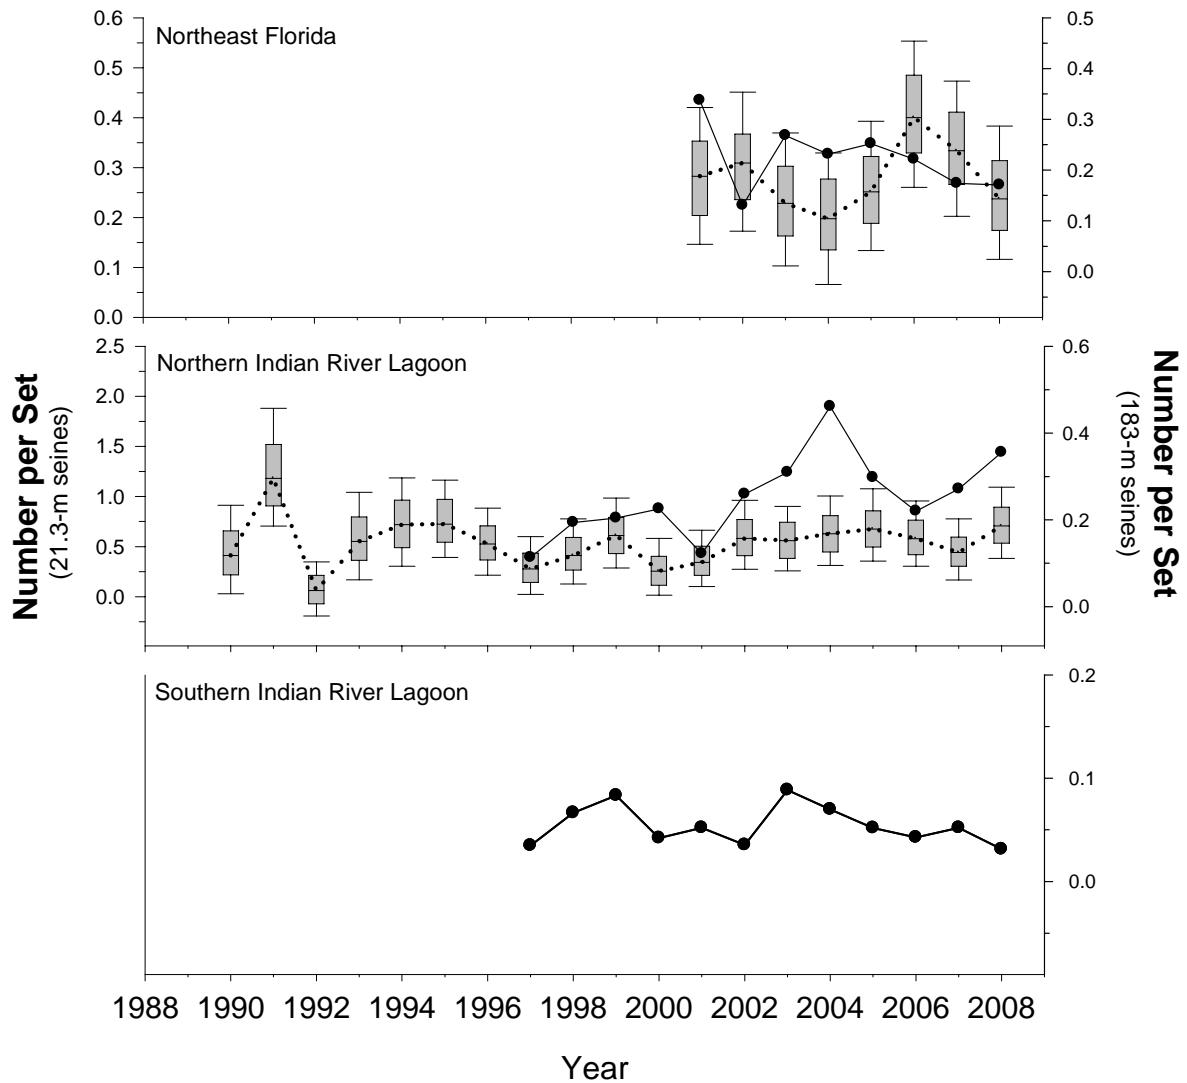 Northeast Florida
0.6
0.5
0.4
0.3
0.2
0.1
0.0
0.5
0.4
0.3
0.2
0.1
0.0
Northern Indian River Lagoon
2.5
2.0
1.5
1.0
0.5
0.0
0.6
0.4
0.2
0.0
Number per Set
(21.3-m seines)
Number per Set
(183-m seines)
Southern Indian River Lagoon
0.2
0.1
0.0
1988 1990 1992 1994 1996 1998 2000 2002 2004 2006 2008
Year